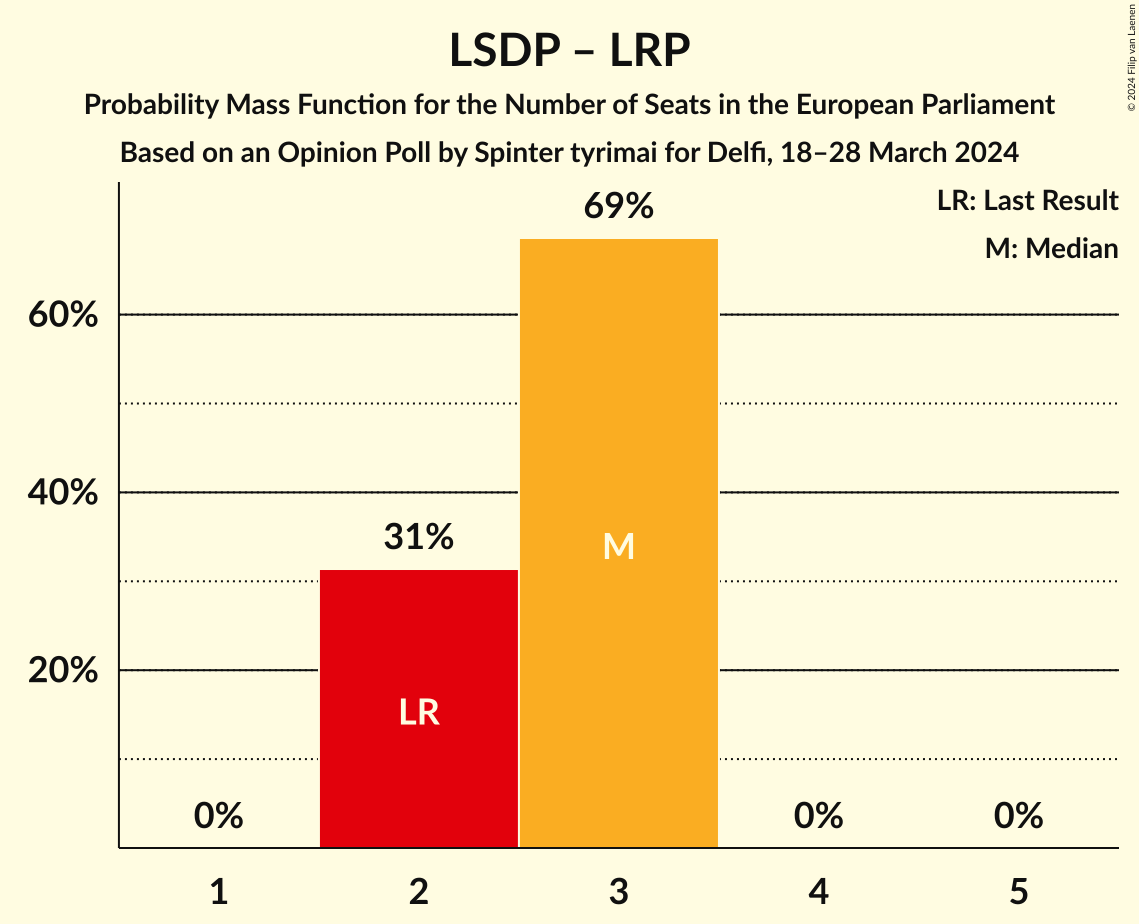 LSDP – LRP
Probability Mass Function for the Number of Seats in the European Parliament
Based on an Opinion Poll by Spinter tyrimai for Delfi, 18–28 March 2024
© 2024 Filip van Laenen
LR: Last Result
M: Median
69%
60%
40%
31%
M
20%
LR
0%
0%
0%
1
2
3
4
5